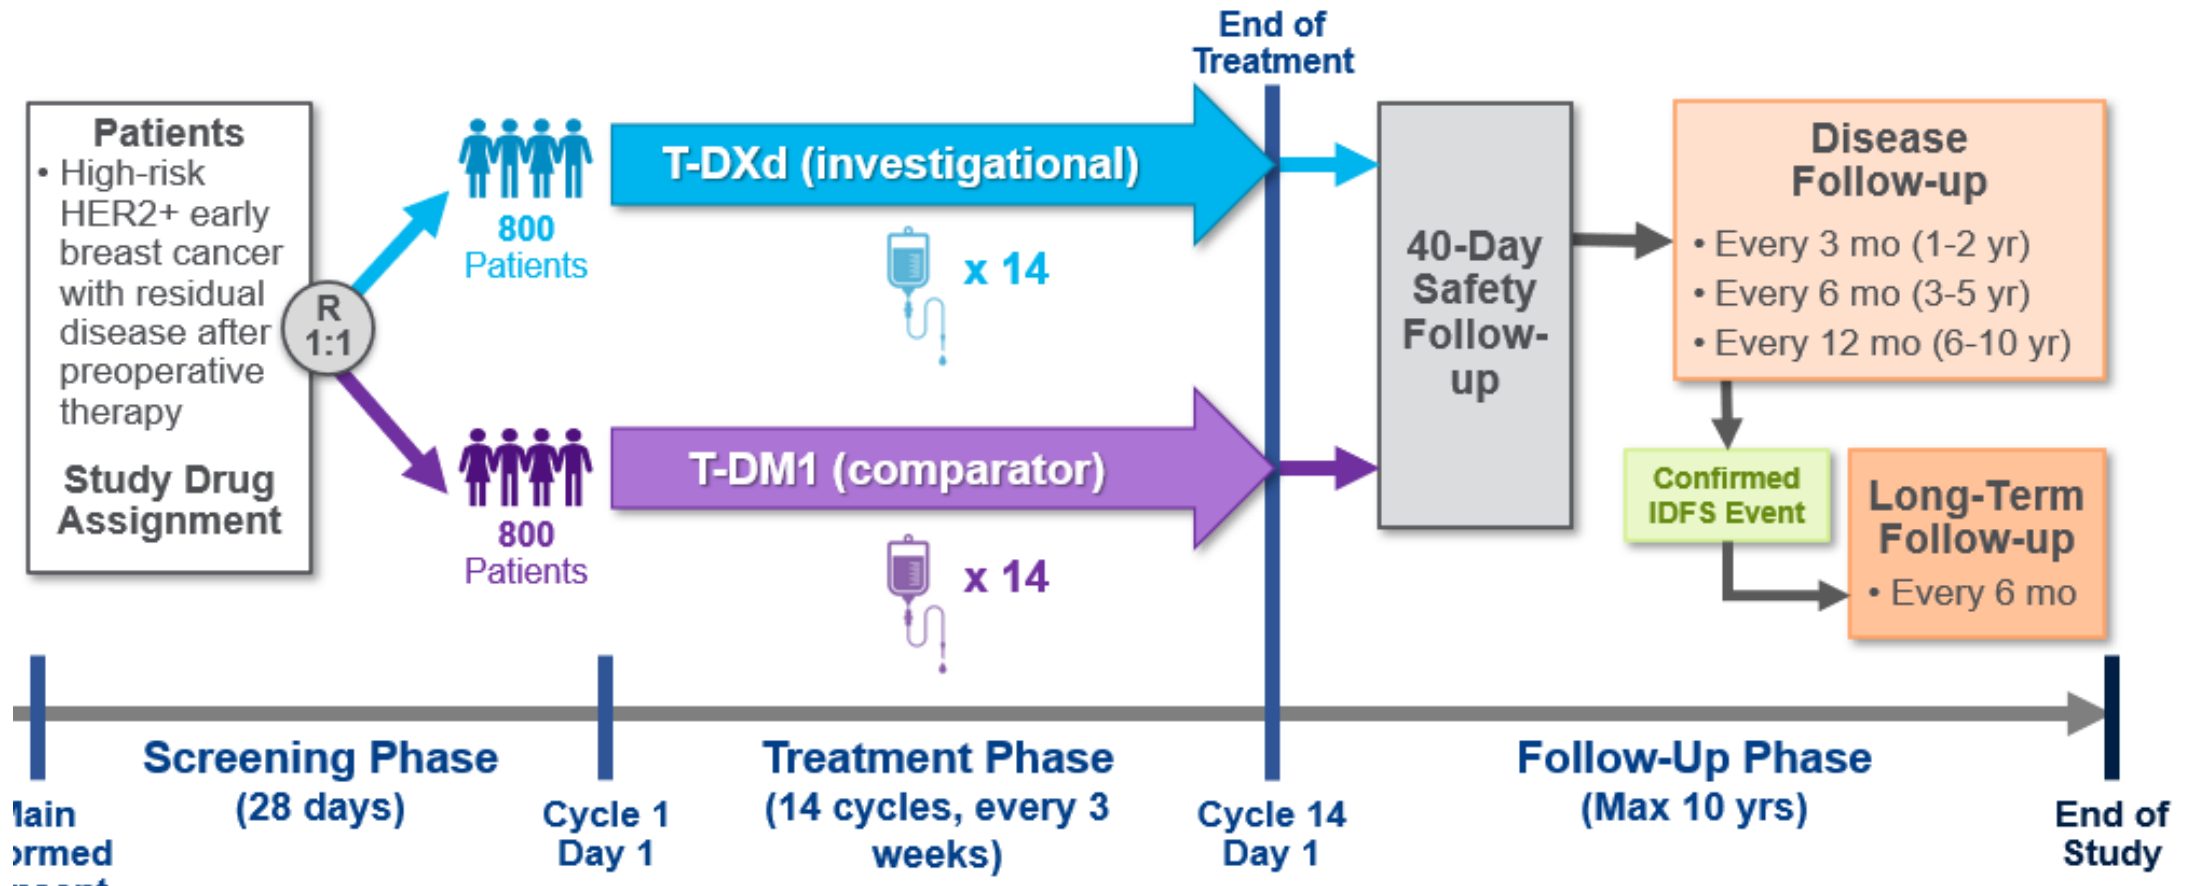 End of
Treatment
Patients
• High-risk
HER2+ early
breast cancer
with residual
disease after
preoperative
therapy
Study Drug
Assignment
R
1:1
800
Patients
T-DXd (investigational)
x 14
800
Patients
T-DM1 (comparator)
x 14
40-Day
Safety
Follow-
up
Disease
Follow-up
• Every 3 mo (1-2 yr)
• Every 6 mo (3-5 yr)
• Every 12 mo (6-10 yr)
Confirmed
IDFS Event
Long-Term
Follow-up
• Every 6 mo
Screening Phase
(28 days)
Cycle 1
Day 1
Treatment Phase
(14 cycles, every 3
weeks)
Cycle 14
Day 1
Follow-Up Phase
(Max 10 yrs)
End of
Study